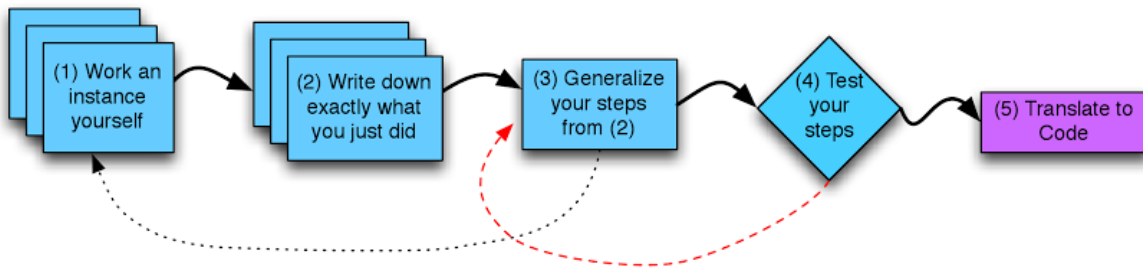 (1) Work an
instance
yourself
(2) Write down
exactly what
you just did
(3) Generalize
your steps
from (2)
(4) Test
your
steps
(5) Translate to
Code